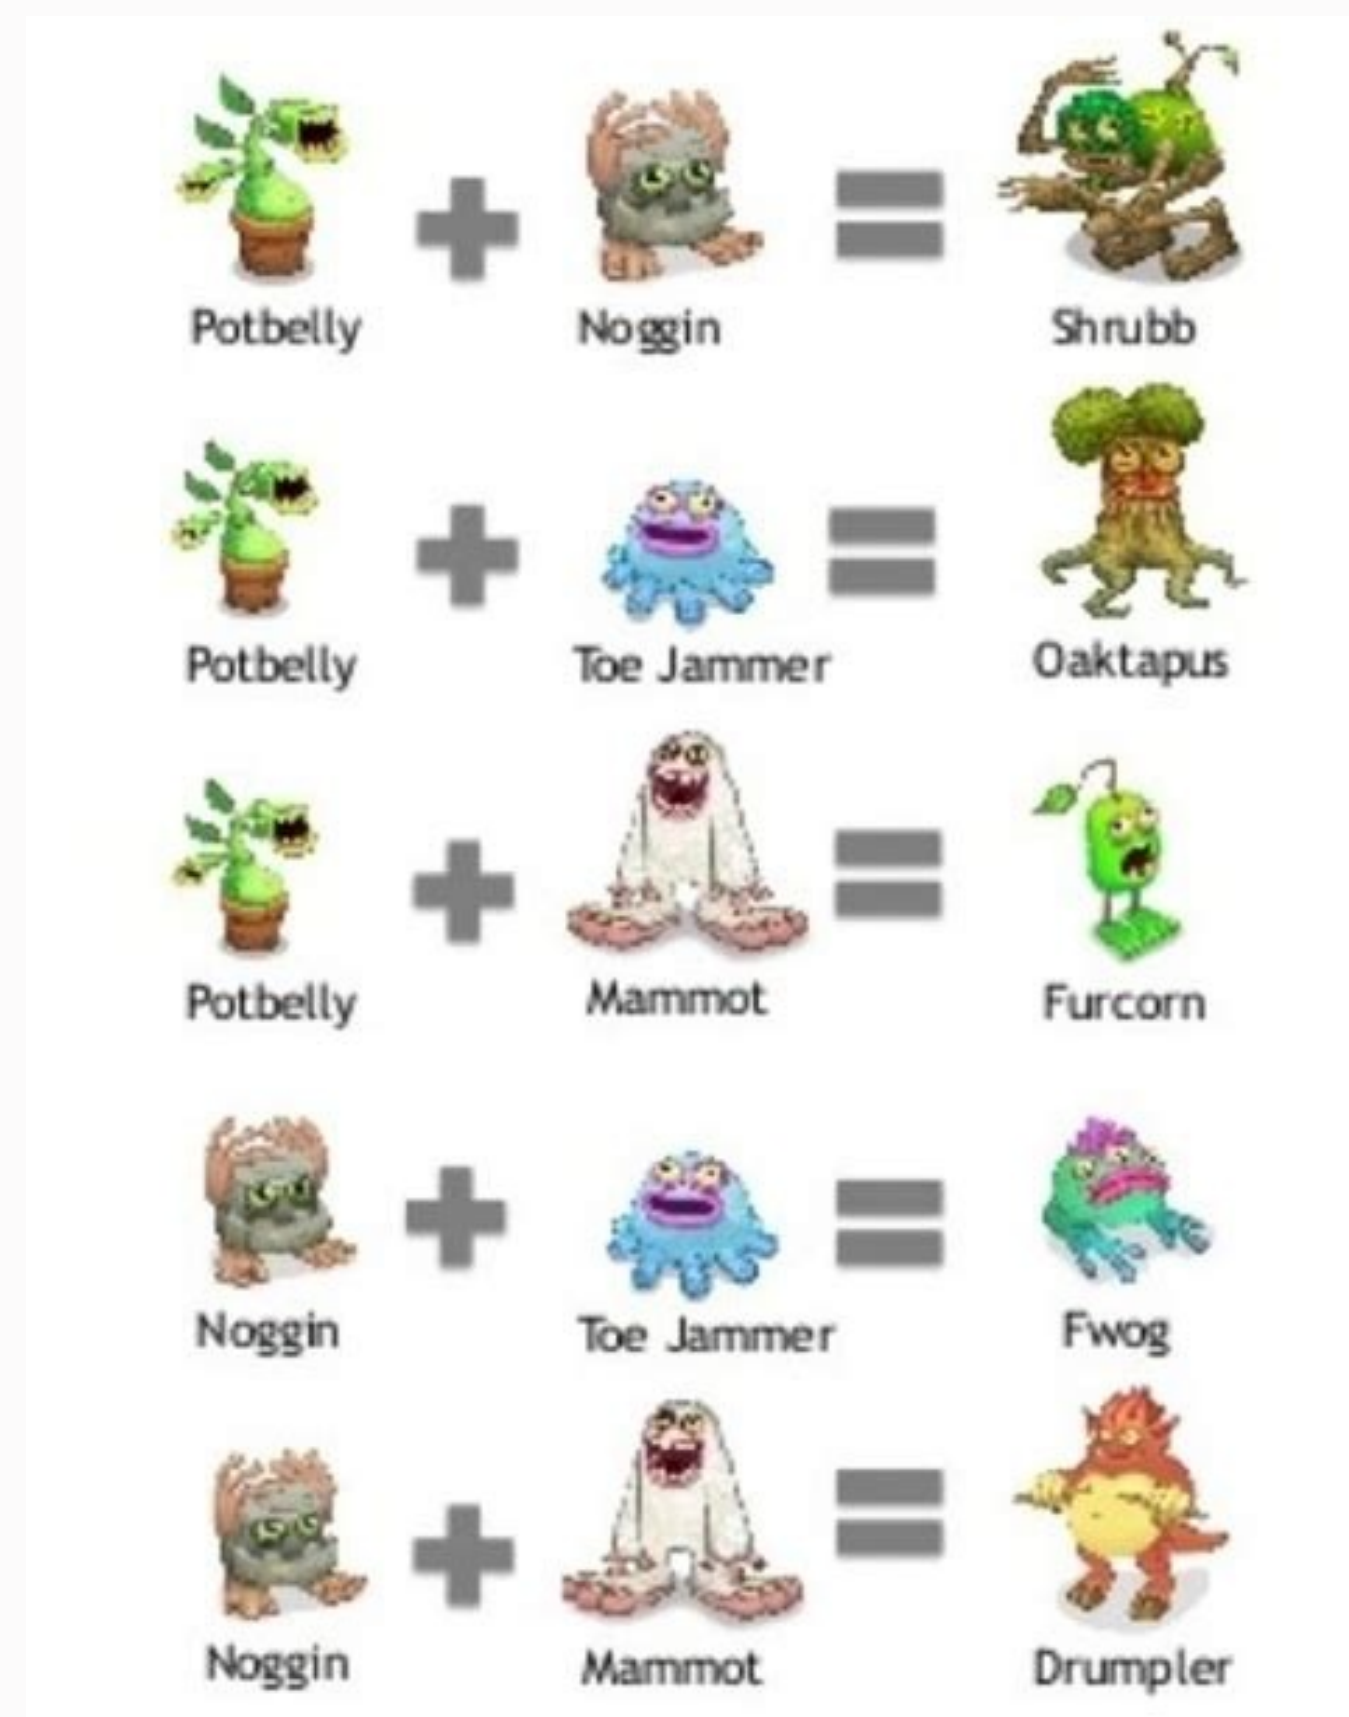 Potbelly Noggin Shrubb
Potbelly Toe Jammer Oaktapus
Potbelly Mammot Furcorn
Noggin Toe Jammer Fwog
Noggin Mammot Drumpler